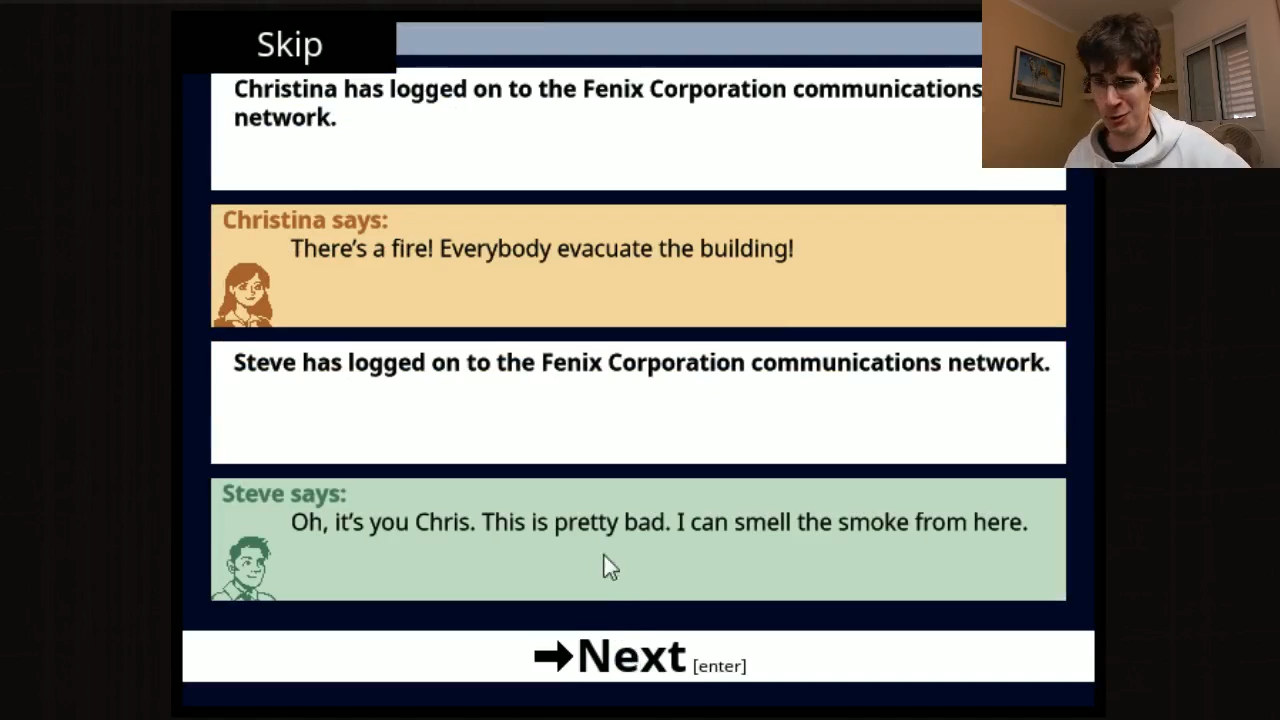 Skip
Christina has logged on to the Fenix Corporation communications
network.
Christina says:
There's a fire! Everybody evacuate the building!
Steve has logged on to the Fenix Corporation communications network.
Steve says:
Oh, it's you Chris. This is pretty bad. I can smell the smoke from here.
➡Next [enter]